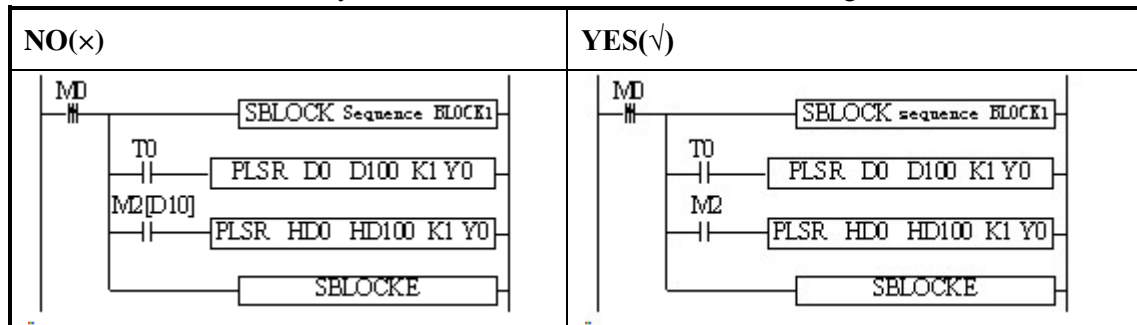 NO(×)
YES(√)
M0
SBLOCK Sequence BLOCK1
T0
PLSR D0 D100 K1 Y0
M2[D10]
PLSR HD0 HD100 K1 Y0
SBLOCKE
M0
SBLOCK sequence BLOCK1
T0
PLSR D0 D100 K1 Y0
M2
PLSR HD0 HD100 K1 Y0
SBLOCKE